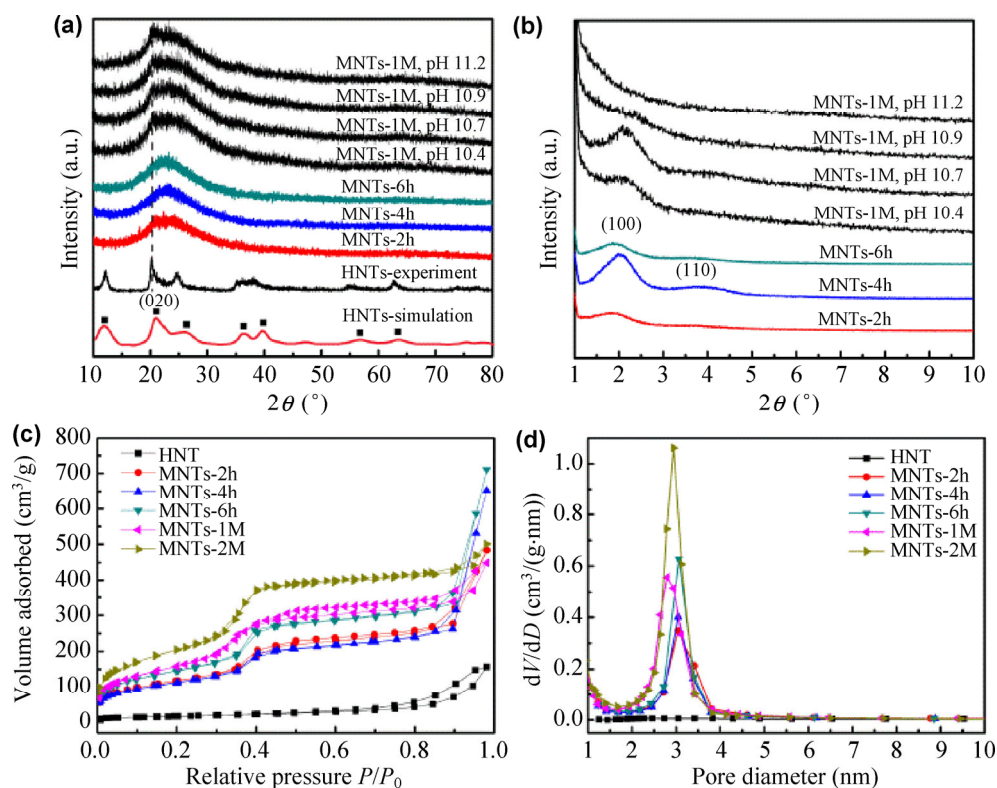 (a)
MNTs-1M, pH 11.2
MNTs-1M, pH 10.9
MNTs-1M, pH 10.7
MNTs-1M, pH 10.4
MNTs-6h
MNTs-4h
MNTs-2h
HNTs-experiment
(020)
HNTs-simulation
Intensity (a.u.)
10 20 30 40 50 60 70 80
2θ (°)
(b)
MNTs-1M, pH 11.2
MNTs-1M, pH 10.9
MNTs-1M, pH 10.7
MNTs-1M, pH 10.4
(100)
MNTs-6h
(110)
MNTs-4h
MNTs-2h
Intensity (a.u.)
1 2 3 4 5 6 7 8 9 10
2θ (°)
(c)
800
700
600
500
400
300
200
100
0
Volume adsorbed (cm³/g)
HNT
MNTs-2h
MNTs-4h
MNTs-6h
MNTs-1M
MNTs-2M
0.0 0.2 0.4 0.6 0.8 1.0
Relative pressure P/P₀
(d)
1.0
0.8
0.6
0.4
0.2
0.0
dV/dD (cm³/(g·nm))
HNT
MNTs-2h
MNTs-4h
MNTs-6h
MNTs-1M
MNTs-2M
1 2 3 4 5 6 7 8 9 10
Pore diameter (nm)